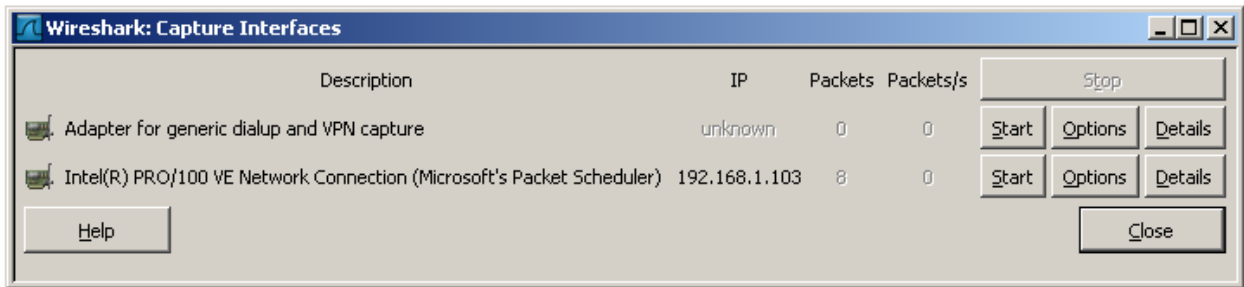 Wireshark: Capture Interfaces
Description IP Packets Packets/s Stop
Adapter for generic dialup and VPN capture unknown 0 0 Start Options Details
Intel(R) PRO/100 VE Network Connection (Microsoft's Packet Scheduler) 192.168.1.103 8 0 Start Options Details
Help Close